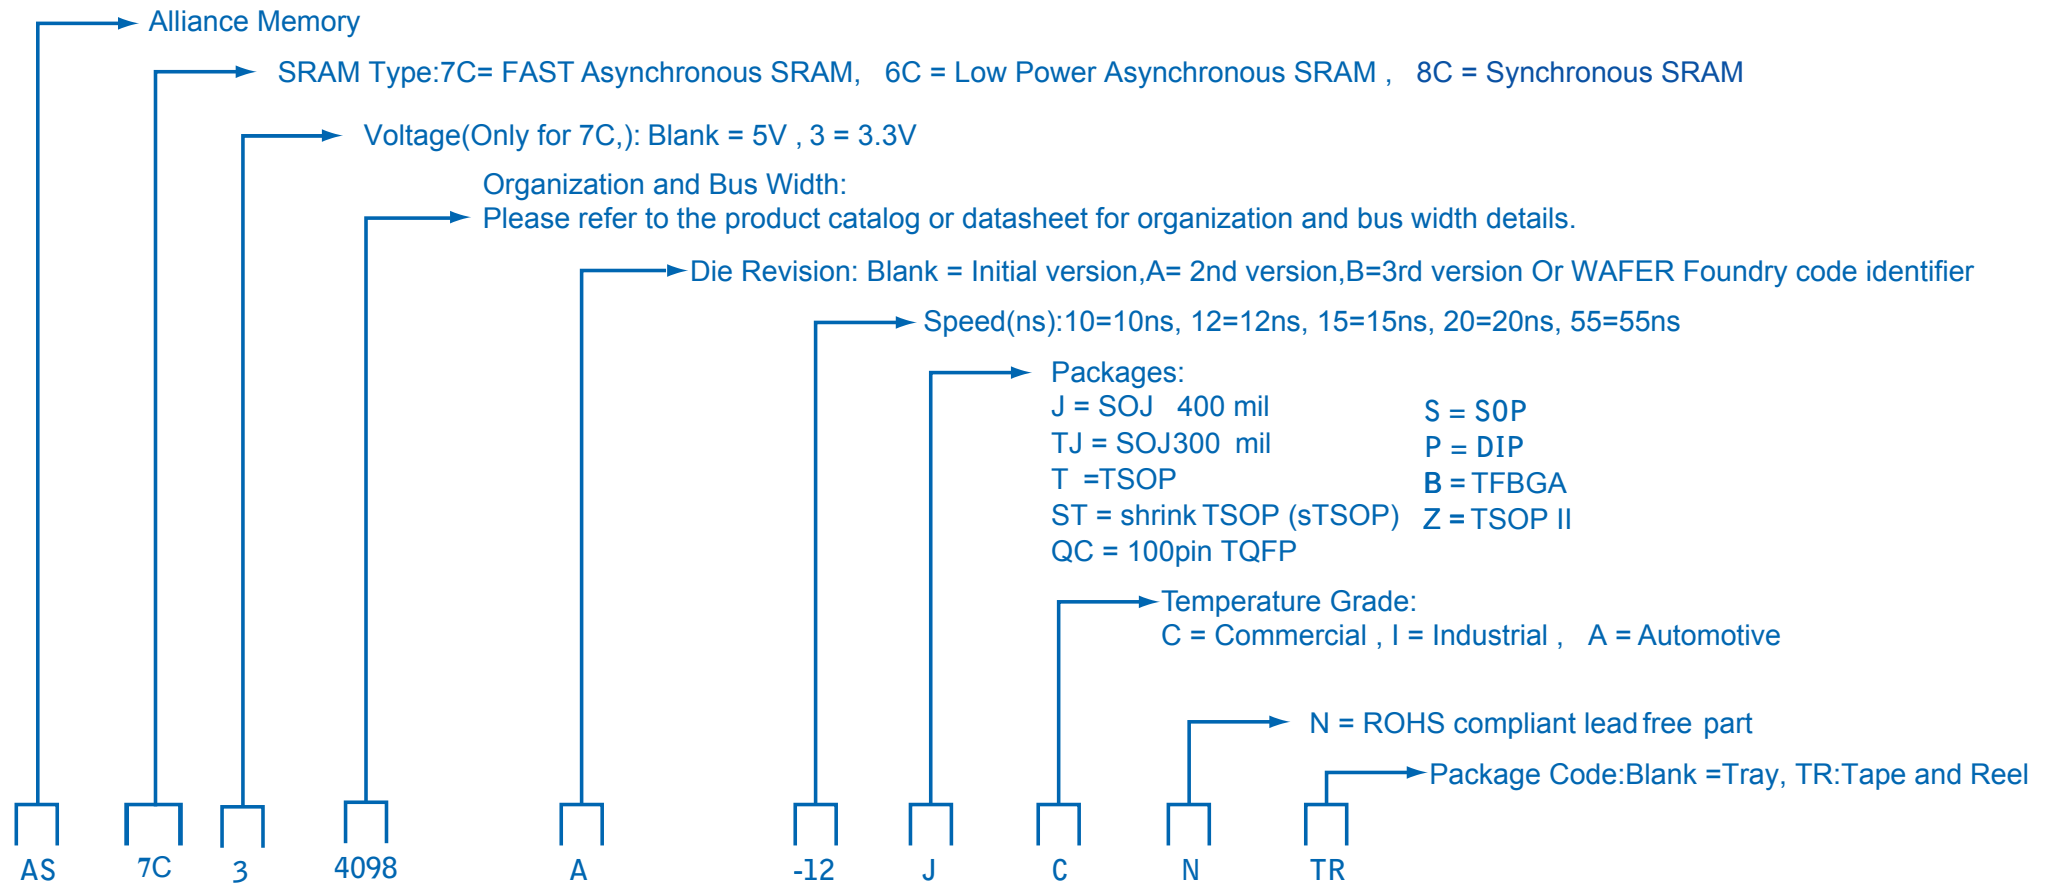 Alliance Memory
SRAM Type:7C= FAST Asynchronous SRAM, 6C = Low Power Asynchronous SRAM , 8C = Synchronous SRAM
Voltage(Only for 7C,): Blank = 5V , 3 = 3.3V
Organization and Bus Width:
Please refer to the product catalog or datasheet for organization and bus width details.
Die Revision: Blank = Initial version,A= 2nd version,B=3rd version Or WAFER Foundry code identifier
Speed(ns):10=10ns, 12=12ns, 15=15ns, 20=20ns, 55=55ns
Packages:
J = SOJ 400 mil
TJ = SOJ300 mil
T =TSOP
ST = shrink TSOP (sTSOP)
QC = 100pin TQFP
S = SOP
P = DIP
B = TFBGA
Z = TSOP II
Temperature Grade:
C = Commercial , I = Industrial , A = Automotive
N = ROHS compliant lead free part
Package Code:Blank =Tray, TR:Tape and Reel
AS 7C 3 4098 A -12 J C N TR